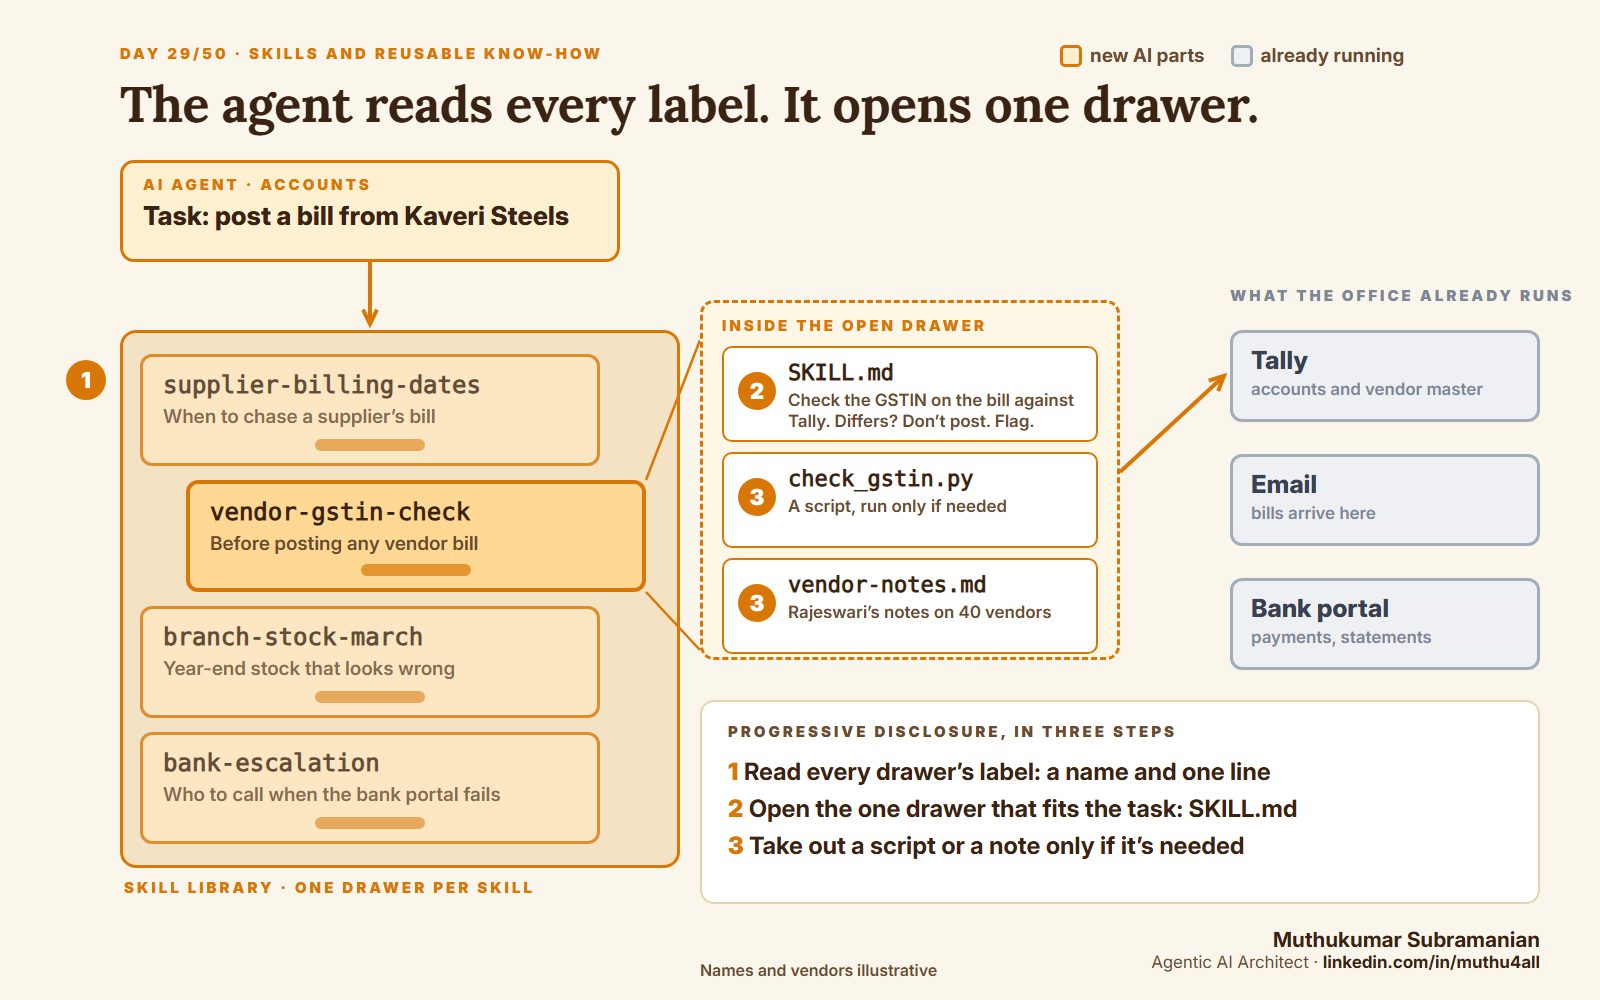 DAY 29/50 · SKILLS AND REUSABLE KNOW-HOW
new AI parts
already running
The agent reads every label. It opens one drawer.
AI AGENT · ACCOUNTS
Task: post a bill from Kaveri Steels
1
supplier-billing-dates
When to chase a supplier’s bill
vendor-gstin-check
Before posting any vendor bill
branch-stock-march
Year-end stock that looks wrong
bank-escalation
Who to call when the bank portal fails
SKILL LIBRARY · ONE DRAWER PER SKILL
INSIDE THE OPEN DRAWER
2
SKILL.md
Check the GSTIN on the bill against
Tally. Differs? Don’t post. Flag.
3
check_gstin.py
A script, run only if needed
3
vendor-notes.md
Rajeswari’s notes on 40 vendors
WHAT THE OFFICE ALREADY RUNS
Tally
accounts and vendor master
Email
bills arrive here
Bank portal
payments, statements
PROGRESSIVE DISCLOSURE, IN THREE STEPS
1 Read every drawer’s label: a name and one line
2 Open the one drawer that fits the task: SKILL.md
3 Take out a script or a note only if it’s needed
Names and vendors illustrative
Muthukumar Subramanian
Agentic AI Architect · linkedin.com/in/muthu4all